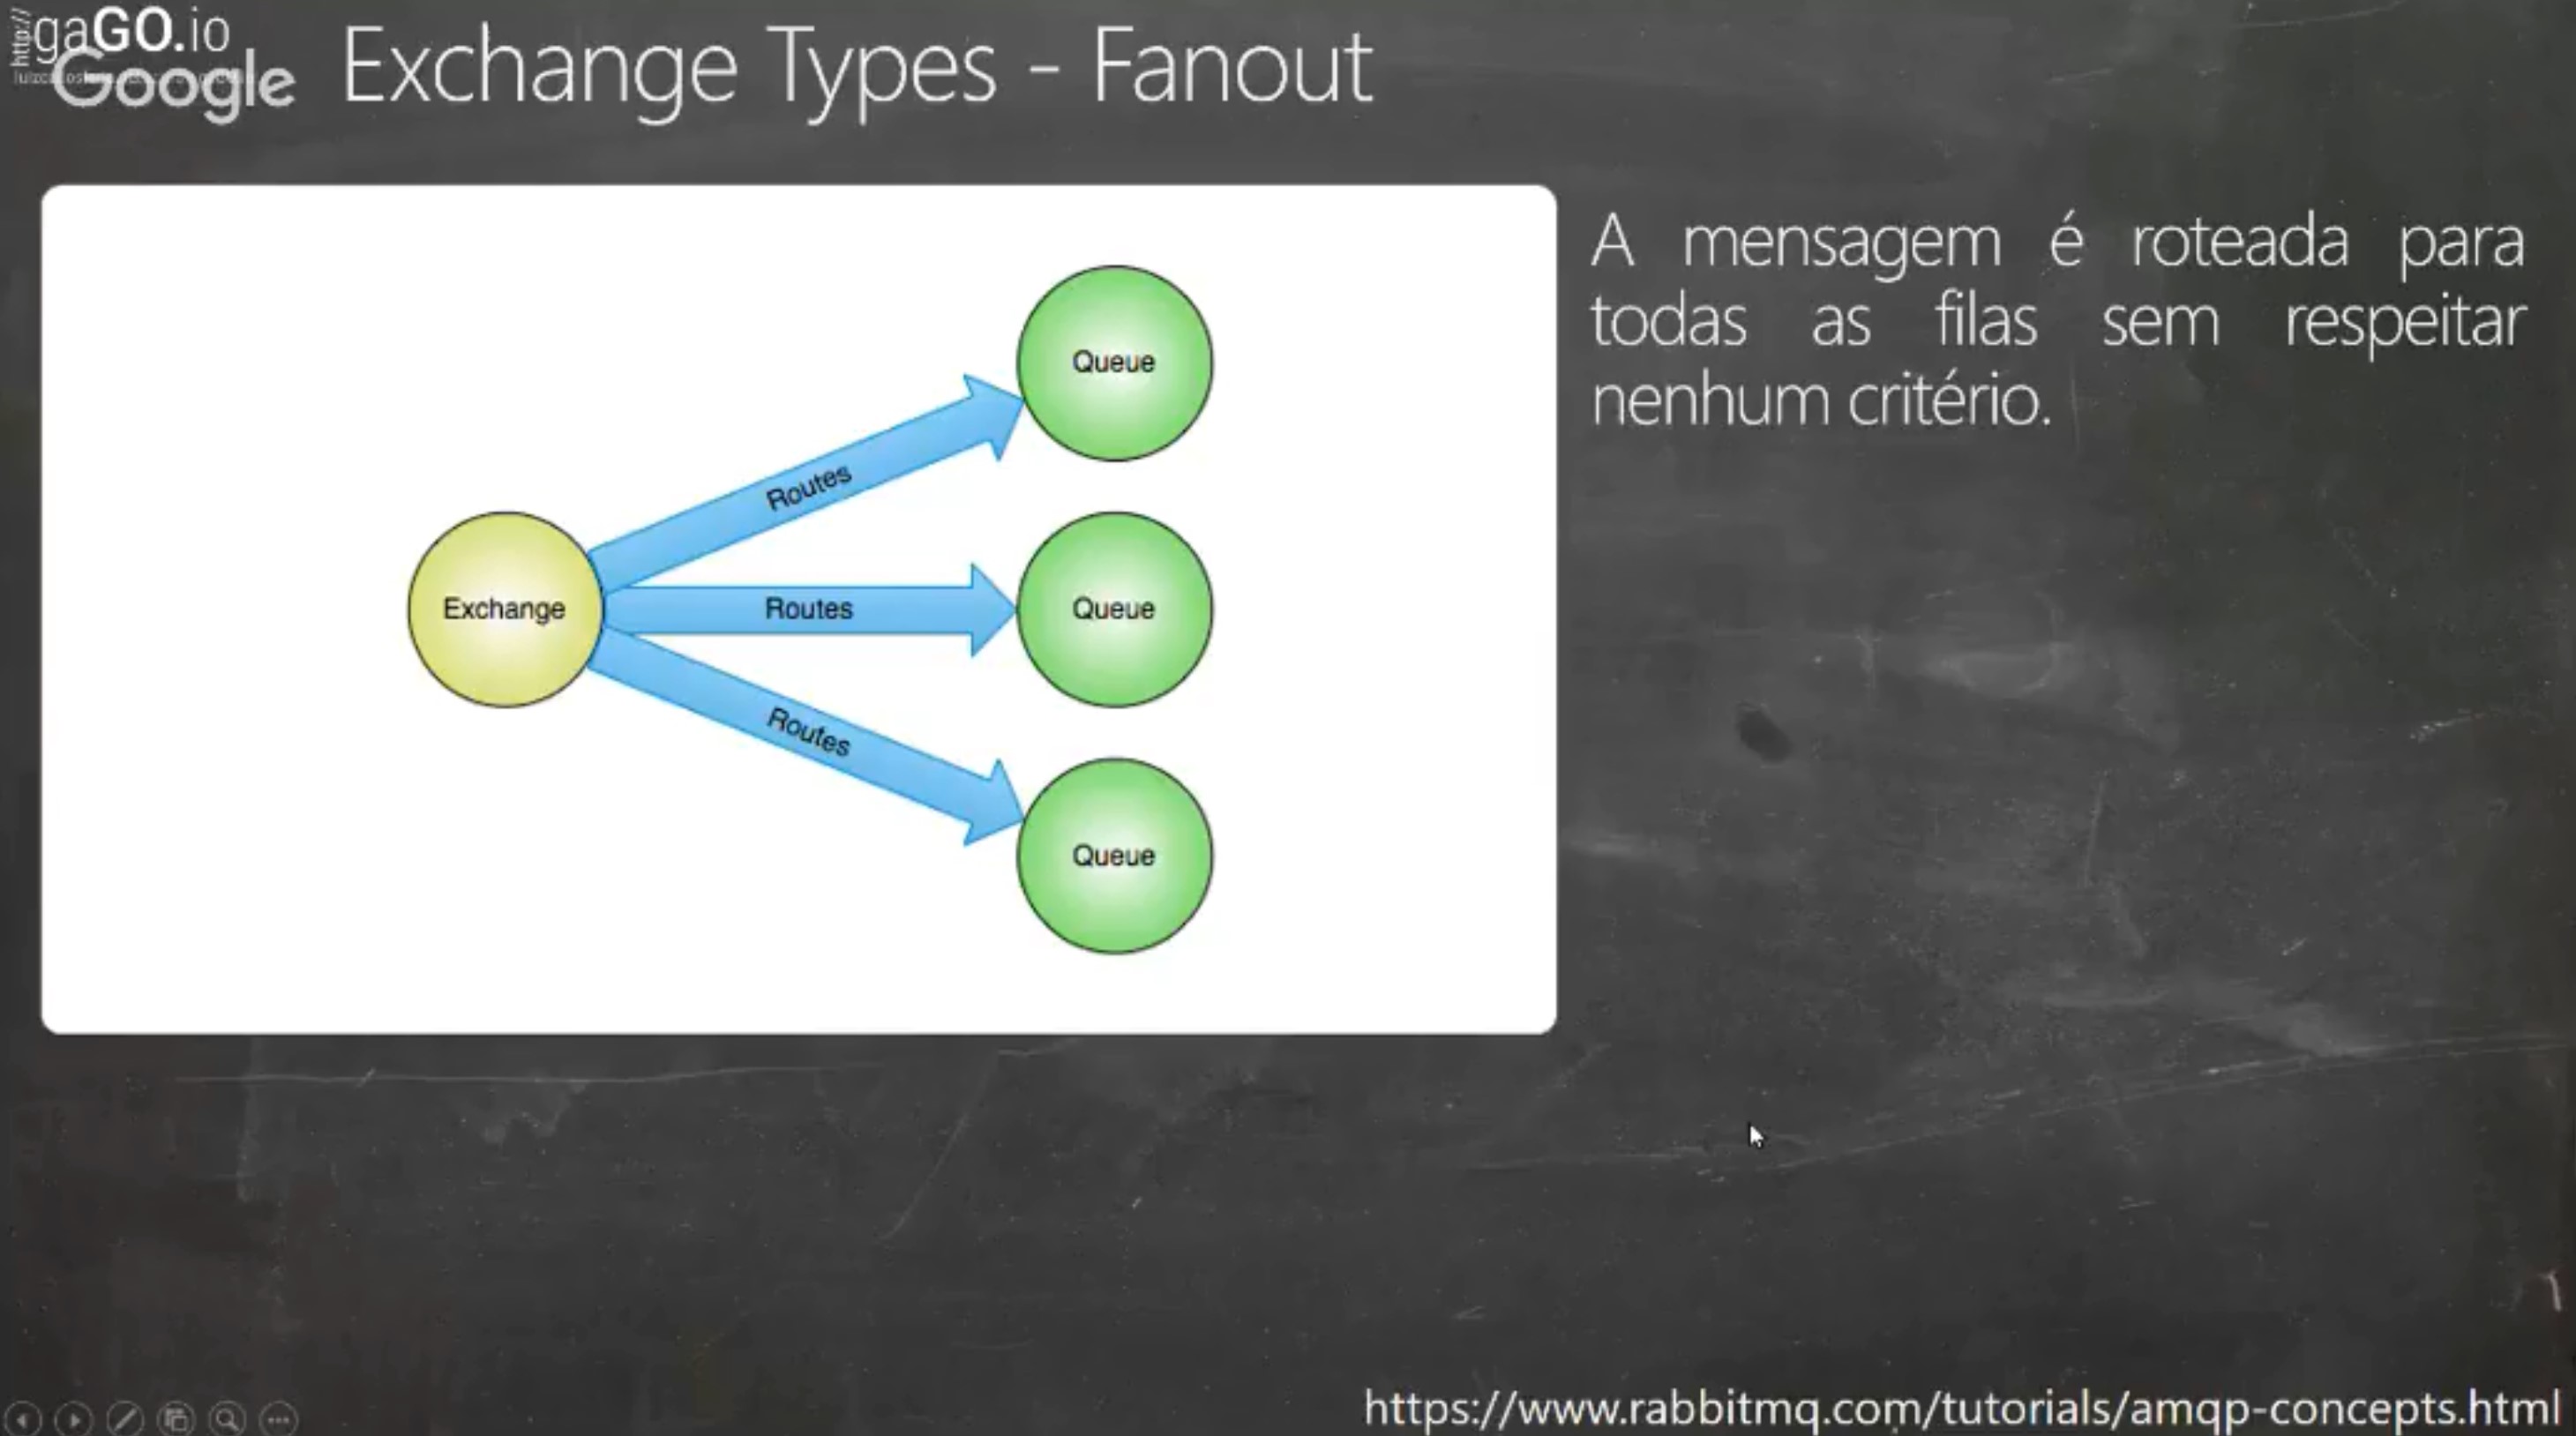 http://
gaGO.io
Google
Exchange Types - Fanout
A mensagem é roteada para
todas as filas sem respeitar
nenhum critério.
Queue
Routes
Exchange
Routes
Queue
Routes
Queue
https://www.rabbitmq.com/tutorials/amqp-concepts.html